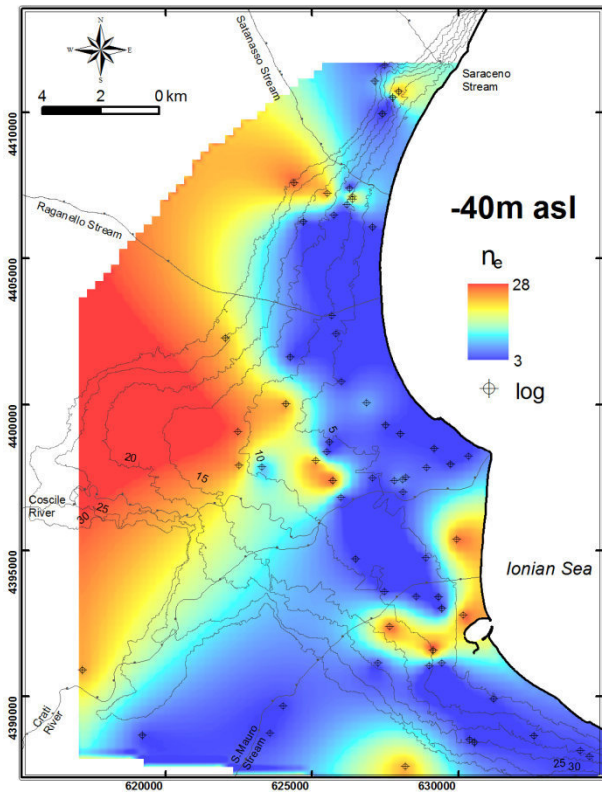 N
W E
S
4 2 0 km
Satanasso Stream
Saraceno
Stream
4410000
Raganello Stream
-40m asl
4405000
nₑ
28
3
log
4400000
5
20
10
15
Coscile
River
25
30
Ionian Sea
4395000
4390000
Crati
River
S.Mauro
Stream
25 30
620000 625000 630000